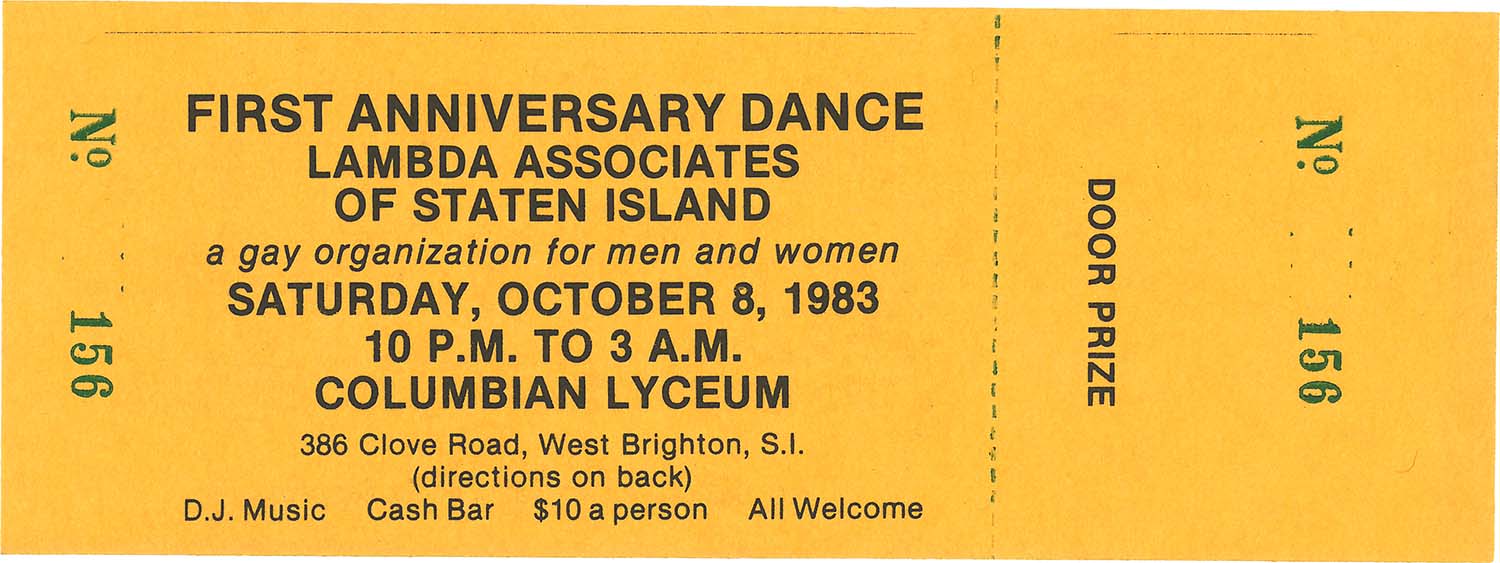 No. 156
FIRST ANNIVERSARY DANCE
LAMBDA ASSOCIATES
OF STATEN ISLAND
a gay organization for men and women
SATURDAY, OCTOBER 8, 1983
10 P.M. TO 3 A.M.
COLUMBIAN LYCEUM
386 Clove Road, West Brighton, S.I.
(directions on back)
D.J. Music Cash Bar $10 a person All Welcome
DOOR PRIZE
No. 156